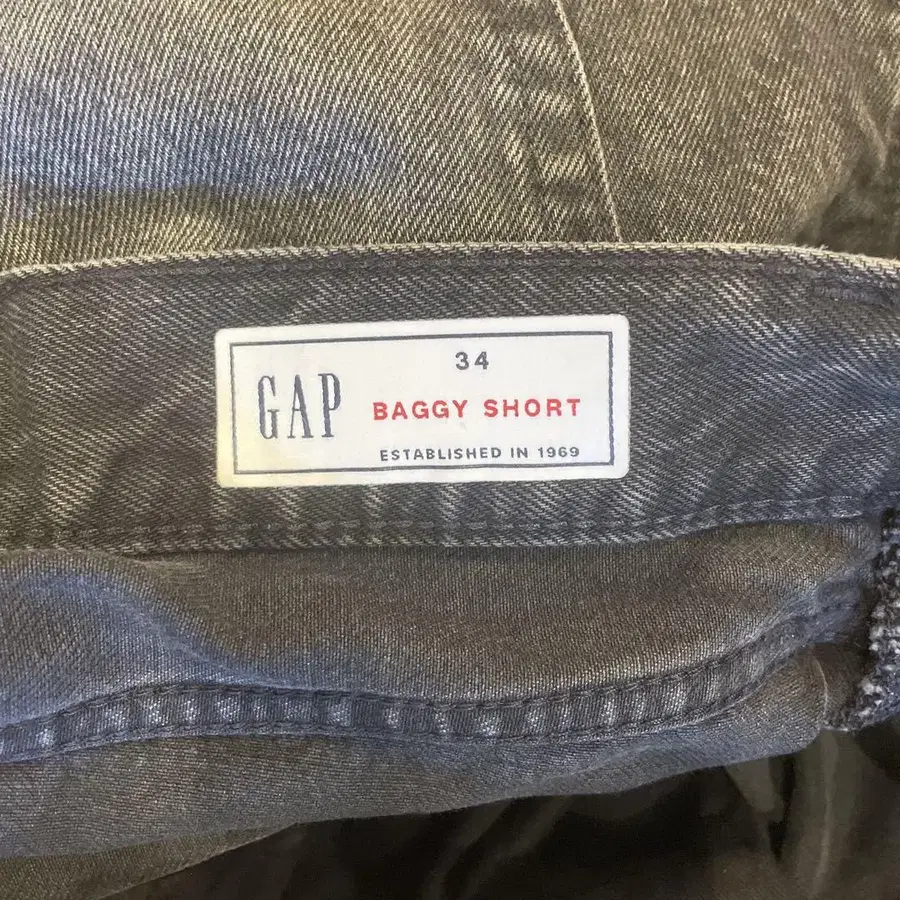 34
GAP
BAGGY SHORT
ESTABLISHED IN 1969